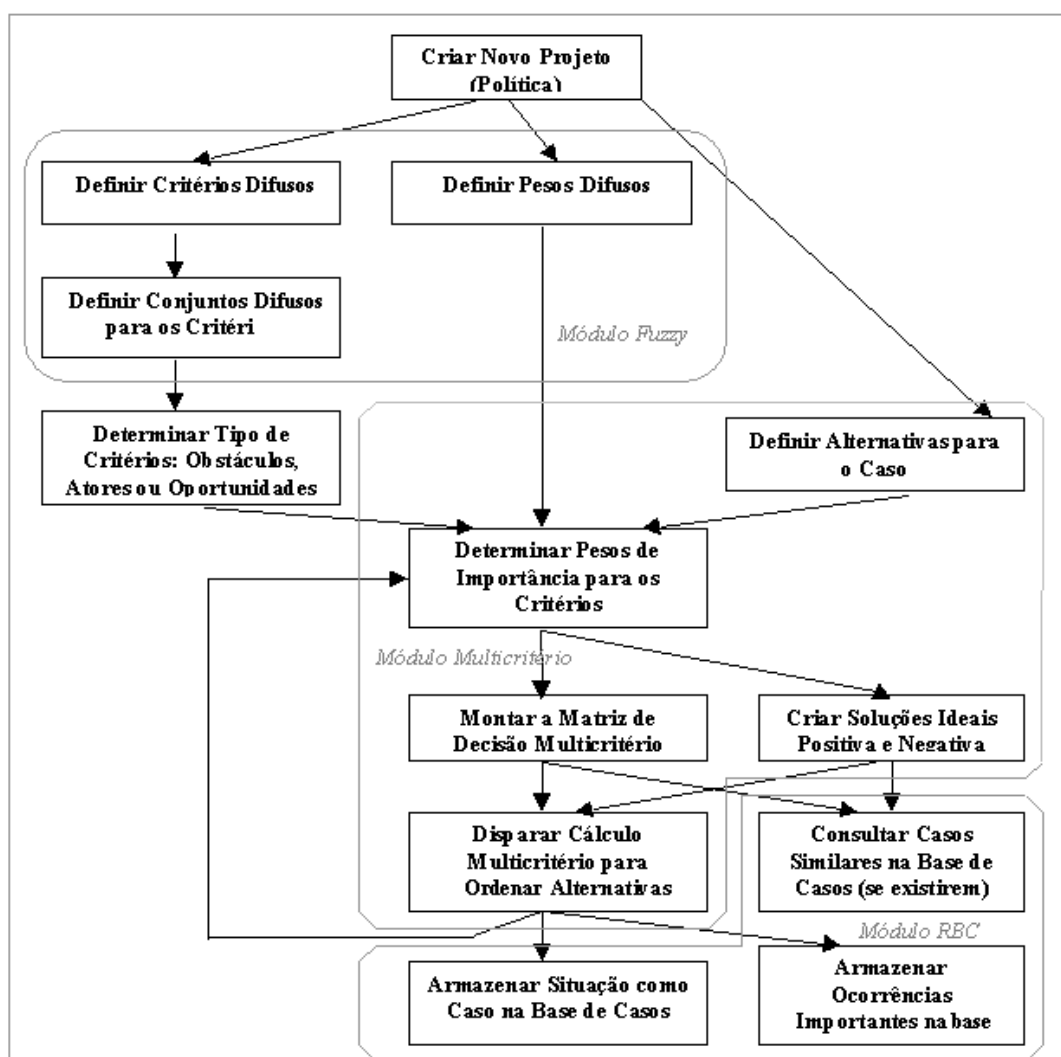 Criar Novo Projeto
(Política)
Definir Critérios Difusos
Definir Pesos Difusos
Definir Conjuntos Difusos
para os Critéri
Módulo Fuzzy
Determinar Tipo de
Critérios: Obstáculos,
Atores ou Oportunidades
Definir Alternativas para
o Caso
Determinar Pesos de
Importância para os
Critérios
Módulo Multicritério
Montar a Matriz de
Decisão Multicritério
Criar Soluções Ideais
Positiva e Negativa
Disparar Cálculo
Multicritério para
Ordenar Alternativas
Consultar Casos
Similares na Base de
Casos (se existirem)
Módulo RBC
Armazenar Situação como
Caso na Base de Casos
Armazenar
Ocorrências
Importantes na base